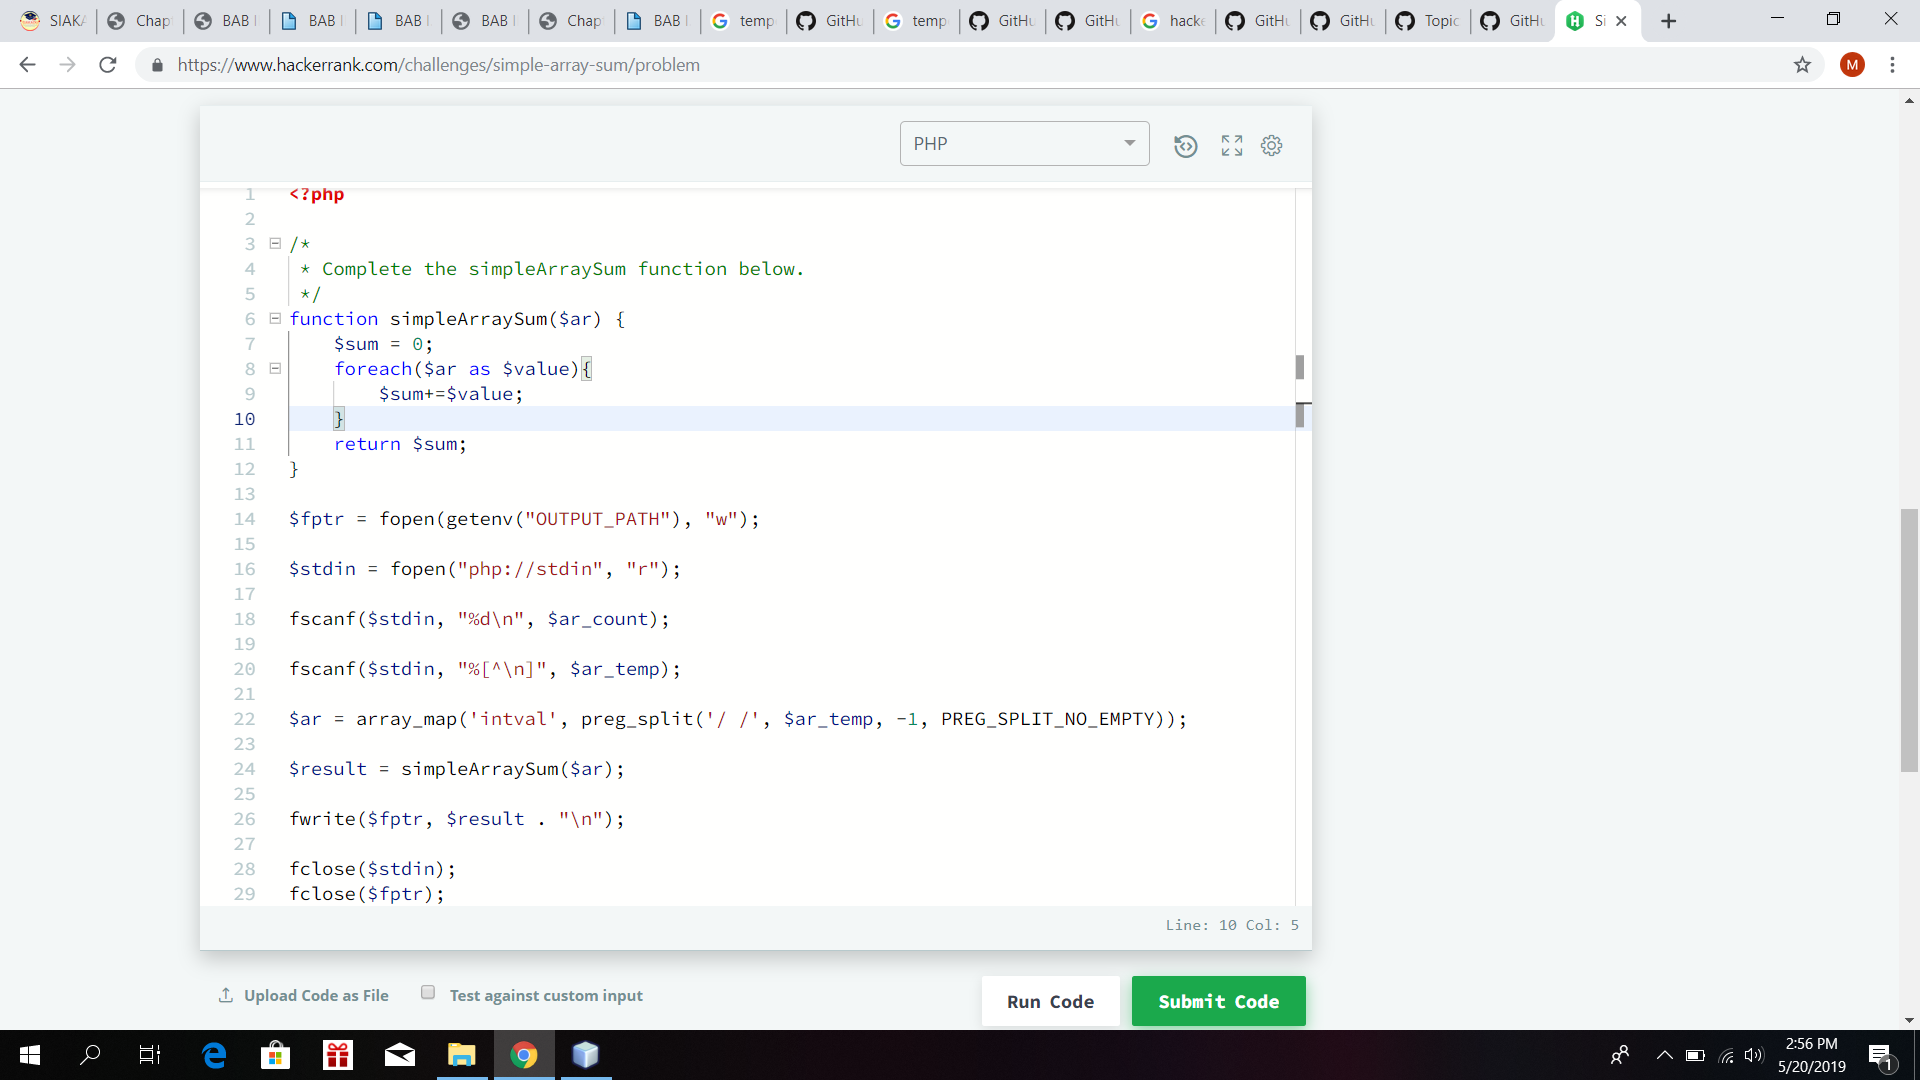 SIAKA Chapt BAB I BAB I BAB I BAB I Chapt BAB I temp GitHu temp GitHu GitHu hacke GitHu GitHu Topic GitHu Si
https://www.hackerrank.com/challenges/simple-array-sum/problem M
PHP
1 <?php
2
3 /*
4 * Complete the simpleArraySum function below.
5 */
6 function simpleArraySum($ar) {
7 $sum = 0;
8 foreach($ar as $value){
9 $sum+=$value;
10 }
11 return $sum;
12 }
13
14 $fptr = fopen(getenv("OUTPUT_PATH"), "w");
15
16 $stdin = fopen("php://stdin", "r");
17
18 fscanf($stdin, "%d\n", $ar_count);
19
20 fscanf($stdin, "%[^\n]", $ar_temp);
21
22 $ar = array_map('intval', preg_split('/ /', $ar_temp, -1, PREG_SPLIT_NO_EMPTY));
23
24 $result = simpleArraySum($ar);
25
26 fwrite($fptr, $result . "\n");
27
28 fclose($stdin);
29 fclose($fptr);
Line: 10 Col: 5
Upload Code as File Test against custom input Run Code Submit Code
2:56 PM
5/20/2019 1